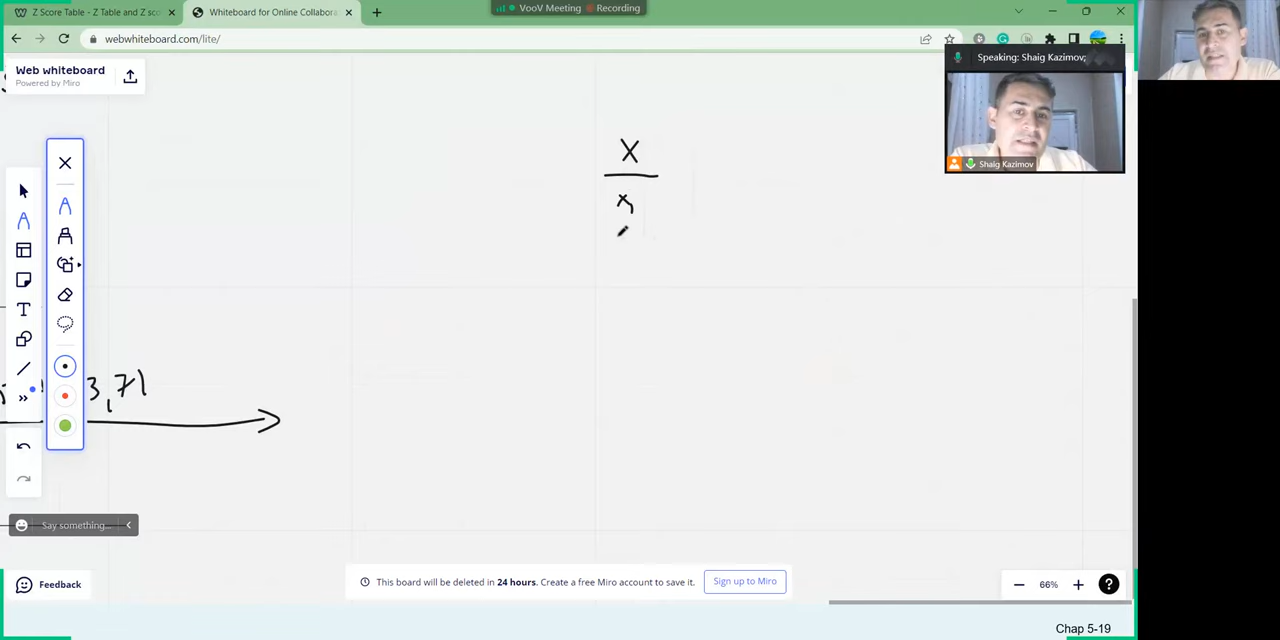 VooV Meeting Recording
Z Score Table - Z Table and Z sco
Whiteboard for Online Collabora
webwhiteboard.com/lite/
Web whiteboard
Powered by Miro
Speaking: Shaig Kazimov;
Shaig Kazimov
X
x₁
3,71
T
Say something...
Feedback
This board will be deleted in 24 hours. Create a free Miro account to save it.
Sign up to Miro
66%
Chap 5-19